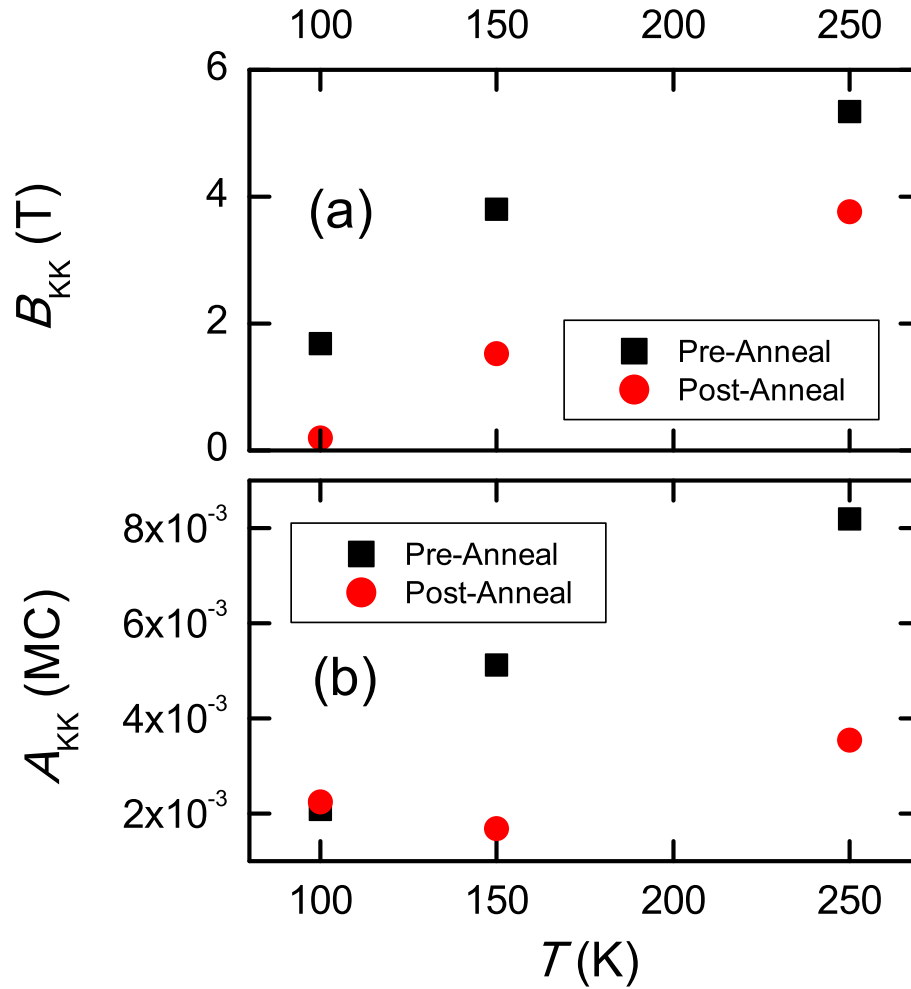 100 150 200 250
6
4
2
0
B_KK (T)
(a)
Pre-Anneal
Post-Anneal
8x10^-3
6x10^-3
4x10^-3
2x10^-3
A_KK (MC)
Pre-Anneal
Post-Anneal
(b)
100 150 200 250
T (K)